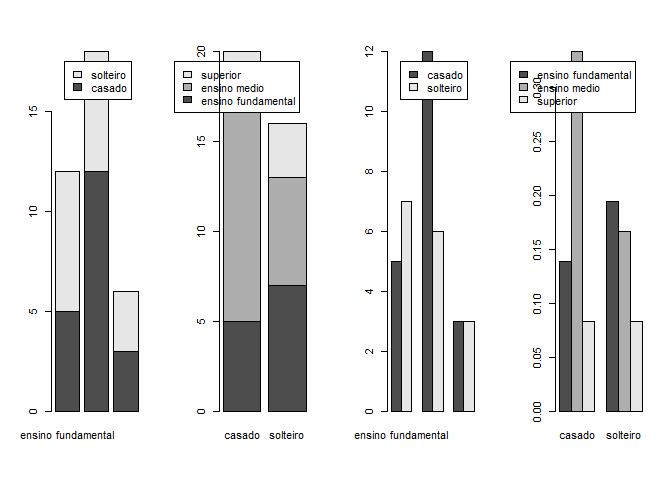 solteiro
casado
15
10
5
0
ensino fundamental
superior
ensino medio
ensino fundamental
20
15
10
5
0
casado solteiro
casado
solteiro
12
10
8
6
4
2
0
ensino fundamental
ensino fundamental
ensino medio
superior
0.30
0.25
0.20
0.15
0.10
0.05
0.00
casado solteiro